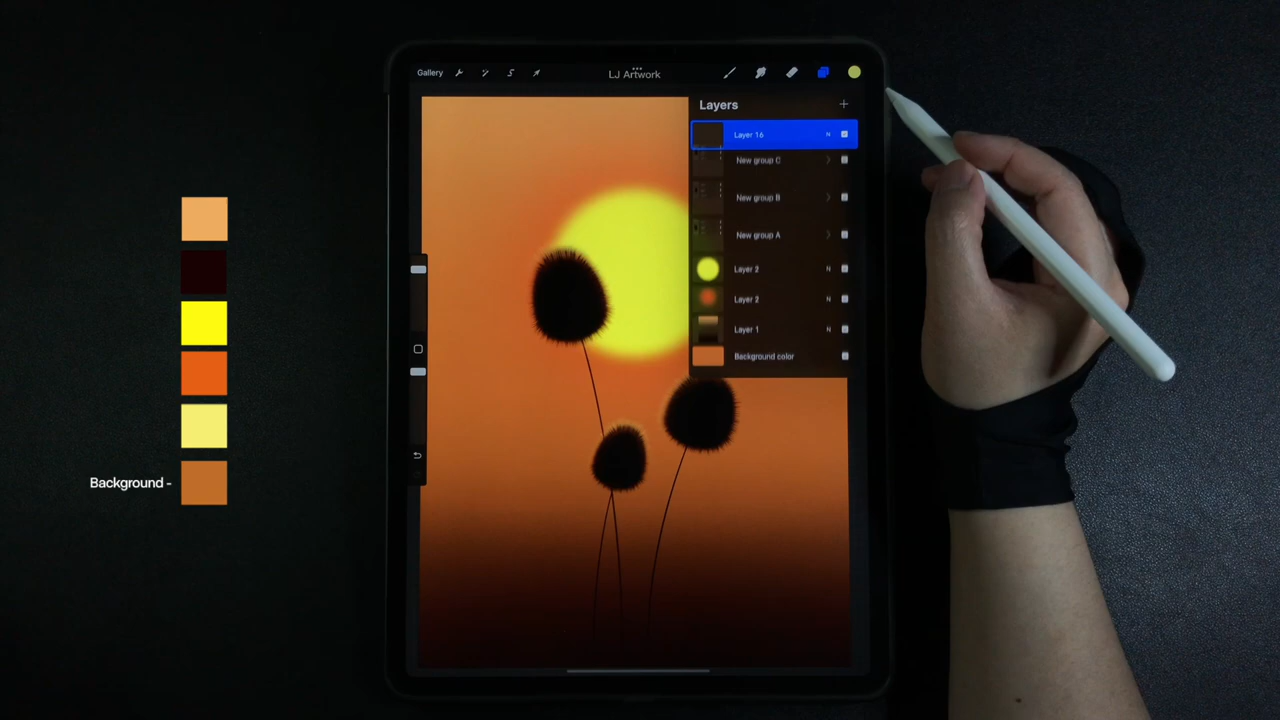 Gallery
LJ Artwork
Layers
Layer 16 N
New group C
New group B
New group A
Layer 2 N
Layer 2 N
Layer 1 N
Background color
Background -